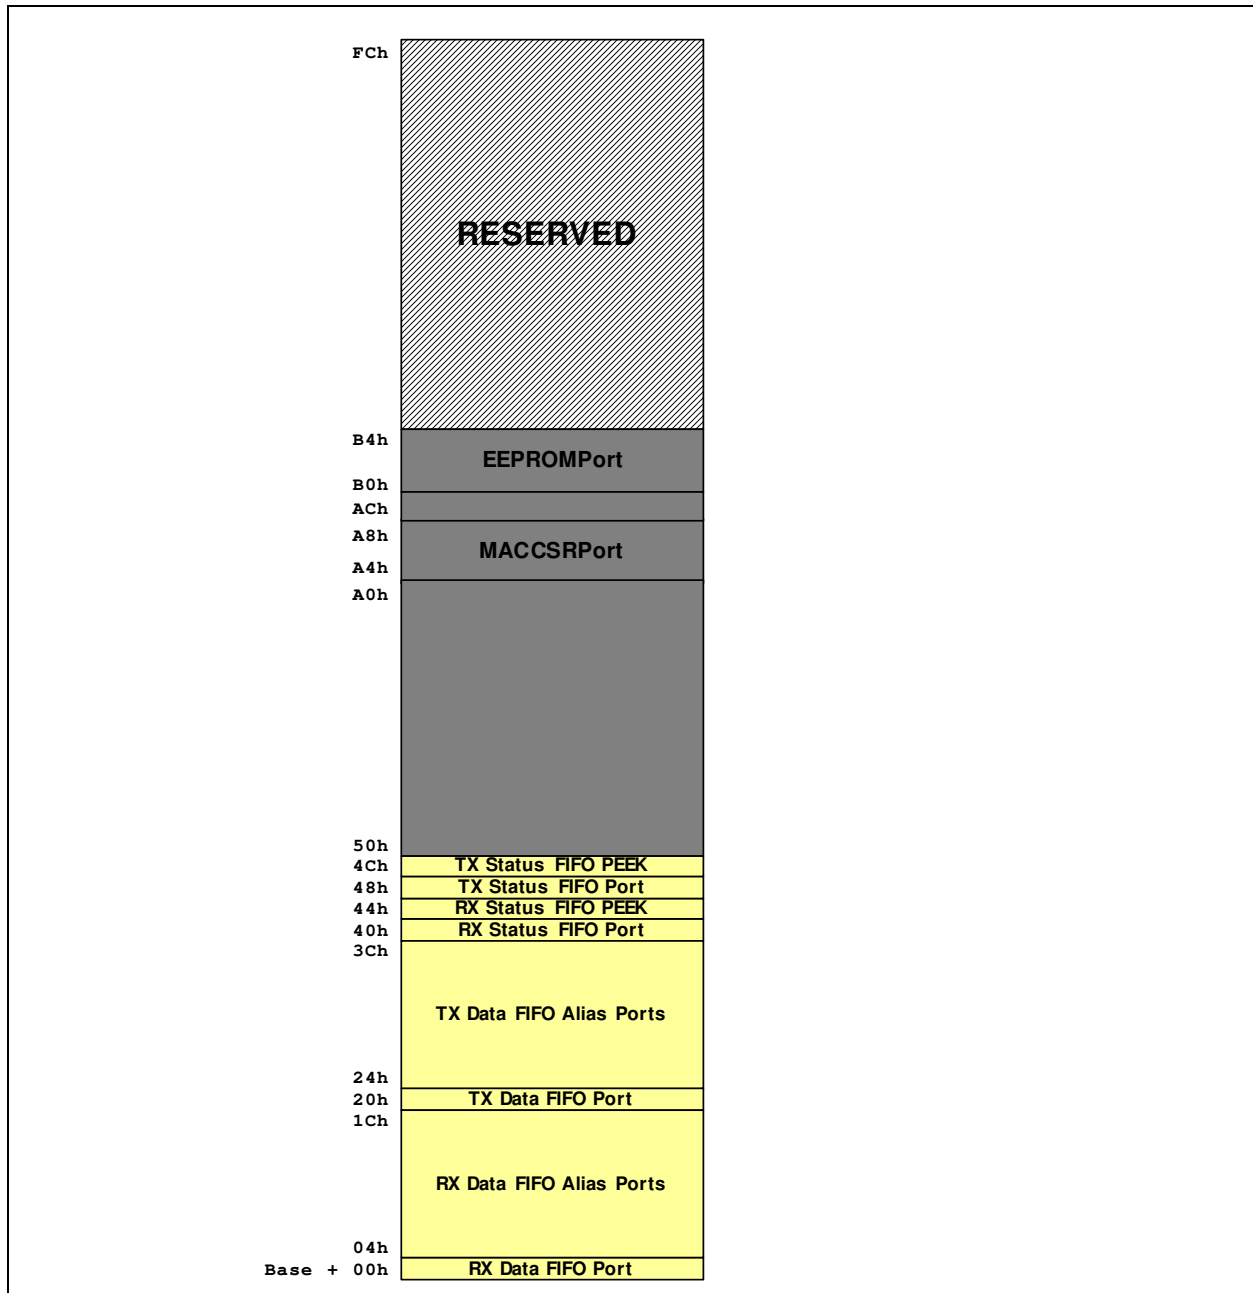 FCh
RESERVED
B4h
EEPROMPort
B0h
ACh
A8h
MACCSRPort
A4h
A0h
50h
4Ch TX Status FIFO PEEK
48h TX Status FIFO Port
44h RX Status FIFO PEEK
40h RX Status FIFO Port
3Ch
TX Data FIFO Alias Ports
24h
20h TX Data FIFO Port
1Ch
RX Data FIFO Alias Ports
04h
Base + 00h RX Data FIFO Port